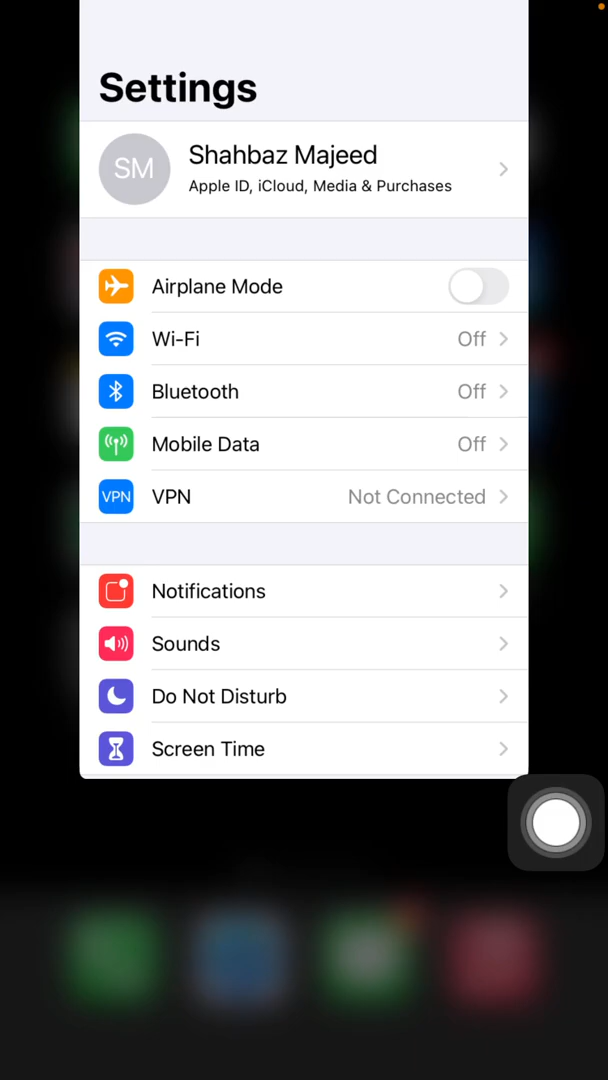 Settings
SM
Shahbaz Majeed
Apple ID, iCloud, Media & Purchases
Airplane Mode
Wi-Fi Off
Bluetooth Off
Mobile Data Off
VPN VPN Not Connected
Notifications
Sounds
Do Not Disturb
Screen Time